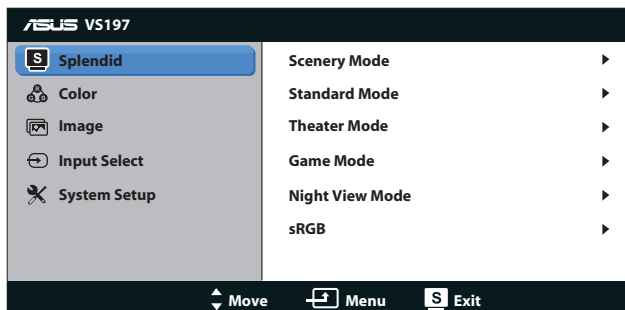 ASUS VS197
S Splendid
Color
Image
Input Select
System Setup
Scenery Mode
Standard Mode
Theater Mode
Game Mode
Night View Mode
sRGB
Move Menu S Exit